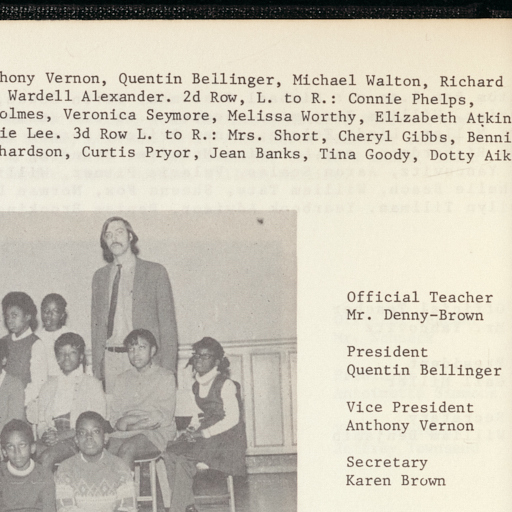 hony Vernon, Quentin Bellinger, Michael Walton, Richard
Wardell Alexander. 2d Row, L. to R.: Connie Phelps,
olmes, Veronica Seymore, Melissa Worthy, Elizabeth Atkin
ie Lee. 3d Row L. to R.: Mrs. Short, Cheryl Gibbs, Benni
hardson, Curtis Pryor, Jean Banks, Tina Goody, Dotty Aik
Official Teacher
Mr. Denny-Brown
President
Quentin Bellinger
Vice President
Anthony Vernon
Secretary
Karen Brown